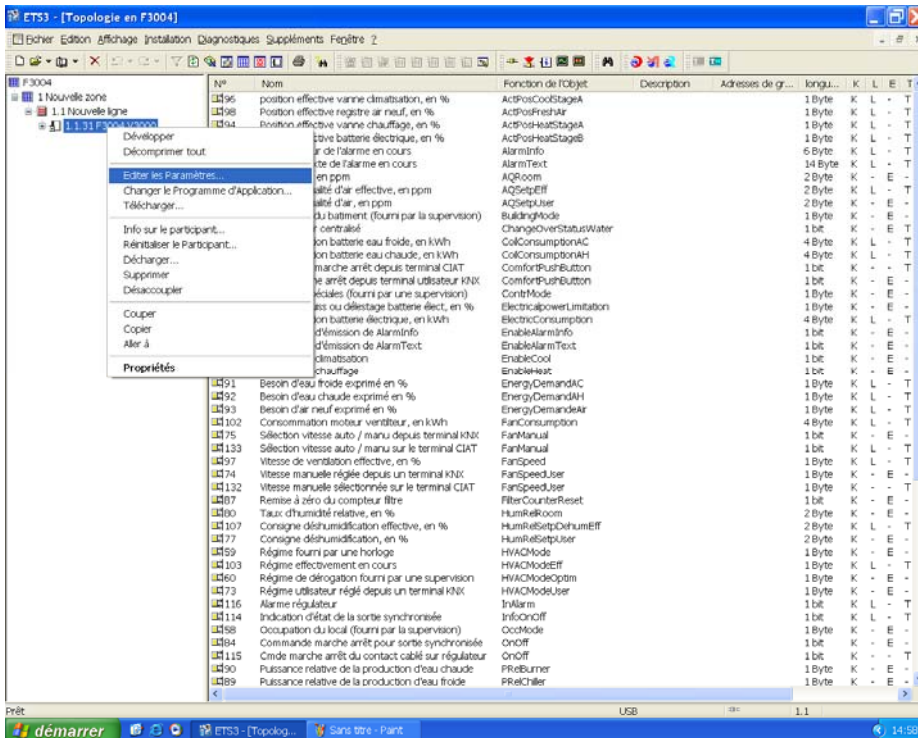 ETS3 - [Topologie en F3004]
Fichier Edition Affichage Installation Diagnostiques Suppléments Fenêtre ?
F3004
1 Nouvelle zone
1.1 Nouvelle ligne
1.1.31 F3004 V3000
Développer
Décomprimer tout
Editer les Paramètres...
Changer le Programme d'Application...
Télécharger...
Info sur le participant...
Réinitialiser le Participant...
Décharger...
Supprimer
Désaccoupler
Couper
Copier
Aller à
Propriétés
N° Nom Fonction de l'Objet Description Adresses de gr... longu... K L E T
96 position effective vanne climatisation, en % ActPosCoolStageA 1 Byte K L - T
98 Position effective registre air neuf, en % ActPosFreshAir 1 Byte K L - T
94 Position effective vanne chauffage, en % ActPosHeatStageA 1 Byte K L - T
tive batterie électrique, en % ActPosHeatStageB 1 Byte K L - T
r de l'alarme en cours AlarmInfo 6 Byte K L - T
xte de l'alarme en cours AlarmText 14 Byte K L - T
en ppm AQRoom 2 Byte K - E -
alité d'air effective, en ppm AQSetpEff 2 Byte K L - T
alité d'air, en ppm AQSetpUser 2 Byte K - E -
du batiment (fourni par la supervision) BuildingMode 1 Byte K - E -
r centralisé ChangeOverStatusWater 1 bit K - E T
ion batterie eau froide, en kWh CoilConsumptionAC 4 Byte K L - T
ion batterie eau chaude, en kWh CoilConsumptionAH 4 Byte K L - T
marche arrêt depuis terminal CIAT ComfortPushButton 1 bit K - - T
he arrêt depuis terminal utilisateur KNX ComfortPushButton 1 bit K - E -
éciales (fourni par une supervision) ContrMode 1 Byte K - E -
uss ou délestage batterie élect, en % ElectricalpowerLimitation 1 Byte K - E -
ion batterie électrique, en kWh ElectricConsumption 4 Byte K L - T
d'émission de AlarmInfo EnableAlarmInfo 1 bit K - E -
d'émission de AlarmText EnableAlarmText 1 bit K - E -
climatisation EnableCool 1 bit K - E -
chauffage EnableHeat 1 bit K - E -
91 Besoin d'eau froide exprimé en % EnergyDemandAC 1 Byte K L - T
92 Besoin d'eau chaude exprimé en % EnergyDemandAH 1 Byte K L - T
93 Besoin d'air neuf exprimé en % EnergyDemandeAir 1 Byte K L - T
102 Consommation moteur ventilteur, en kWh FanConsumption 4 Byte K L - T
75 Sélection vitesse auto / manu depuis terminal KNX FanManual 1 bit K - E -
133 Sélection vitesse auto / manu sur le terminal CIAT FanManual 1 bit K L - T
97 Vitesse de ventilation effective, en % FanSpeed 1 Byte K L - T
74 Vitesse manuelle réglée depuis un terminal KNX FanSpeedUser 1 Byte K - E -
132 Vitesse manuelle sélectionnée sur le terminal CIAT FanSpeedUser 1 Byte K - - T
87 Remise à zéro du compteur filtre FilterCounterReset 1 bit K - E -
80 Taux d'humidité relative, en % HumRelRoom 2 Byte K - E -
107 Consigne déshumidification effective, en % HumRelSetpDehumEff 2 Byte K L - T
77 Consigne déshumidification, en % HumRelSetpUser 2 Byte K - E -
59 Régime fourni par une horloge HVACMode 1 Byte K - E -
103 Régime effectivement en cours HVACModeEff 1 Byte K L - T
60 Régime de dérogation fourni par une supervision HVACModeOptim 1 Byte K - E -
73 Régime utilisateur réglé depuis un terminal KNX HVACModeUser 1 Byte K - E -
116 Alarme régulateur InAlarm 1 bit K L - T
114 Indication d'état de la sortie synchronisée InfoOnOff 1 bit K L - T
58 Occupation du local (fourni par la supervision) OccMode 1 Byte K - E -
84 Commande marche arrêt pour sortie synchronisée OnOff 1 bit K - E -
115 Cmde marche arrêt du contact cablé sur régulateur OnOff 1 bit K - - T
90 Puissance relative de la production d'eau chaude PRelBurner 1 Byte K - E -
89 Puissance relative de la production d'eau froide PRelChiller 1 Byte K - E -
Prêt USB 1.1
démarrer ETS3 - [Topolog... Sans titre - Paint 14:58